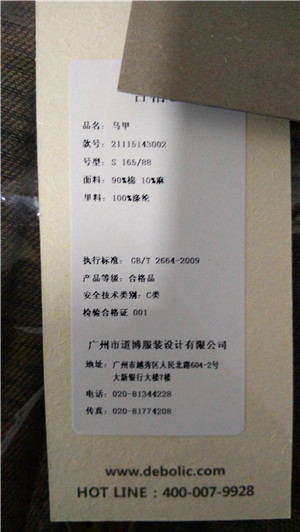 品名: 马甲
款号: 21115143002
号型: S 165/88
面料: 90%棉 10%麻
里料: 100%涤纶
执行标准: GB/T 2664-2009
产品等级: 合格品
安全技术类别: C类
检验合格证 001
广州市道博服装设计有限公司
地址: 广州市越秀区人民北路604-2号
大新银行大楼7楼
电话: 020-81344228
传真: 020-81774208
www.debolic.com
HOT LINE : 400-007-9928